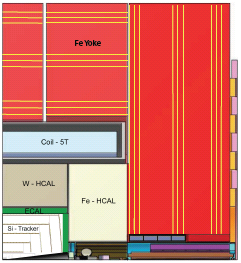 Fe Yoke
Coil - 5T
W - HCAL
Fe - HCAL
ECAL
Si - Tracker